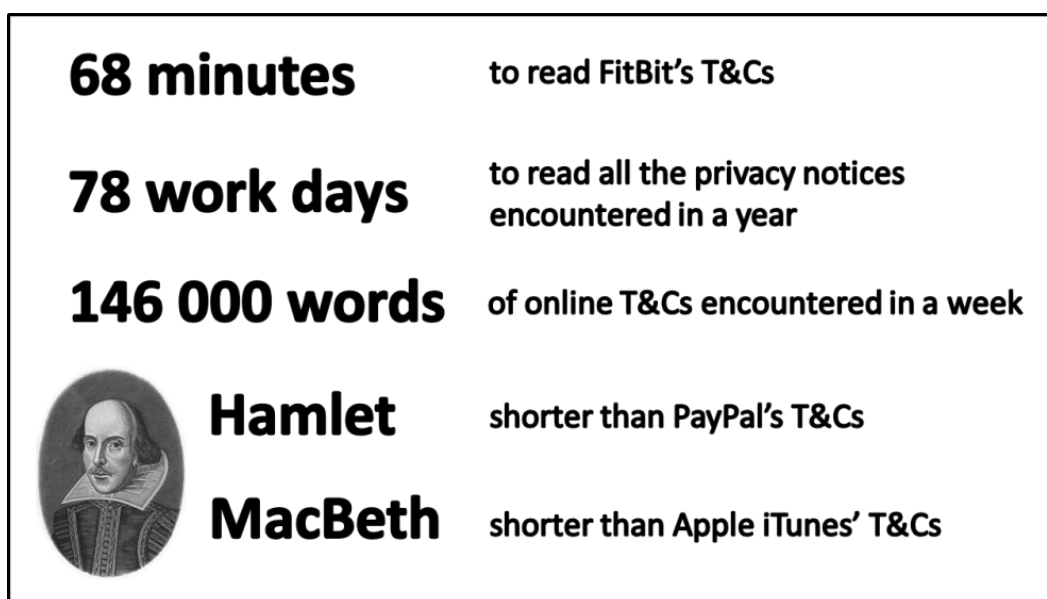 68 minutes to read FitBit's T&Cs
78 work days to read all the privacy notices
encountered in a year
146 000 words of online T&Cs encountered in a week
Hamlet shorter than PayPal's T&Cs
MacBeth shorter than Apple iTunes' T&Cs